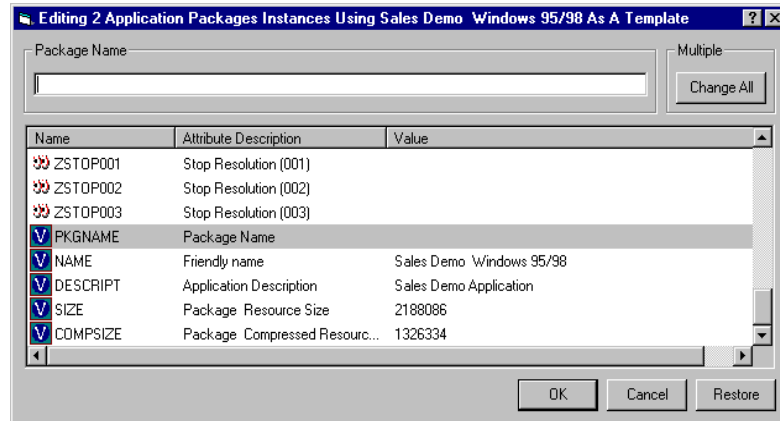 Editing 2 Application Packages Instances Using Sales Demo Windows 95/98 As A Template
Package Name
Multiple
Change All
Name Attribute Description Value
ZSTOP001 Stop Resolution (001)
ZSTOP002 Stop Resolution (002)
ZSTOP003 Stop Resolution (003)
V PKGNAME Package Name
V NAME Friendly name Sales Demo Windows 95/98
V DESCRIPT Application Description Sales Demo Application
V SIZE Package Resource Size 2188086
V COMPSIZE Package Compressed Resourc... 1326334
OK Cancel Restore